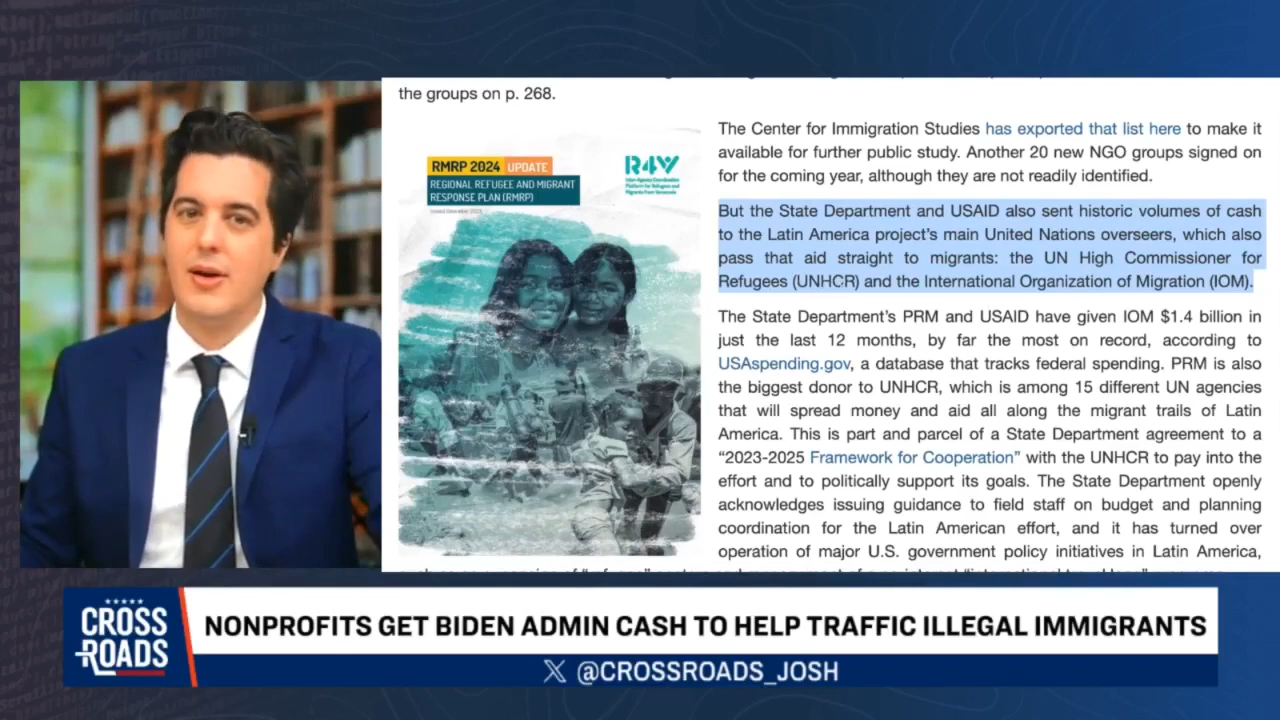 the groups on p. 268.
RMRP 2024 UPDATE
REGIONAL REFUGEE AND MIGRANT
RESPONSE PLAN (RMRP)
R4V
Inter-Agency Coordination
Platform for Refugees and
Migrants from Venezuela
The Center for Immigration Studies has exported that list here to make it
available for further public study. Another 20 new NGO groups signed on
for the coming year, although they are not readily identified.
But the State Department and USAID also sent historic volumes of cash
to the Latin America project's main United Nations overseers, which also
pass that aid straight to migrants: the UN High Commissioner for
Refugees (UNHCR) and the International Organization of Migration (IOM).
The State Department's PRM and USAID have given IOM $1.4 billion in
just the last 12 months, by far the most on record, according to
USAspending.gov, a database that tracks federal spending. PRM is also
the biggest donor to UNHCR, which is among 15 different UN agencies
that will spread money and aid all along the migrant trails of Latin
America. This is part and parcel of a State Department agreement to a
“2023-2025 Framework for Cooperation” with the UNHCR to pay into the
effort and to politically support its goals. The State Department openly
acknowledges issuing guidance to field staff on budget and planning
coordination for the Latin American effort, and it has turned over
operation of major U.S. government policy initiatives in Latin America,
CROSS
ROADS
NONPROFITS GET BIDEN ADMIN CASH TO HELP TRAFFIC ILLEGAL IMMIGRANTS
X @CROSSROADS_JOSH